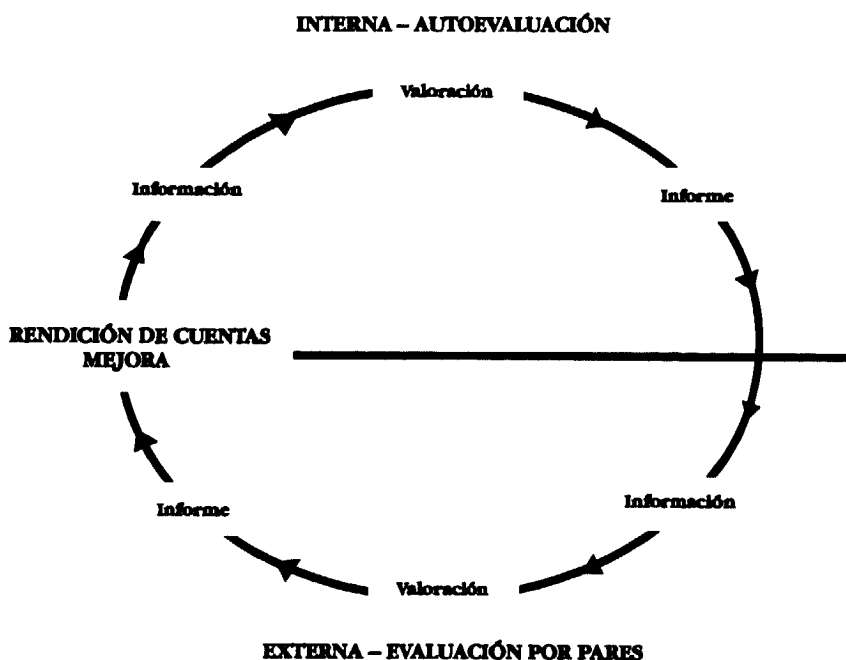 INTERNA – AUTOEVALUACIÓN
Valoración
Información
Informe
RENDICIÓN DE CUENTAS
MEJORA
Información
Informe
Valoración
EXTERNA – EVALUACIÓN POR PARES